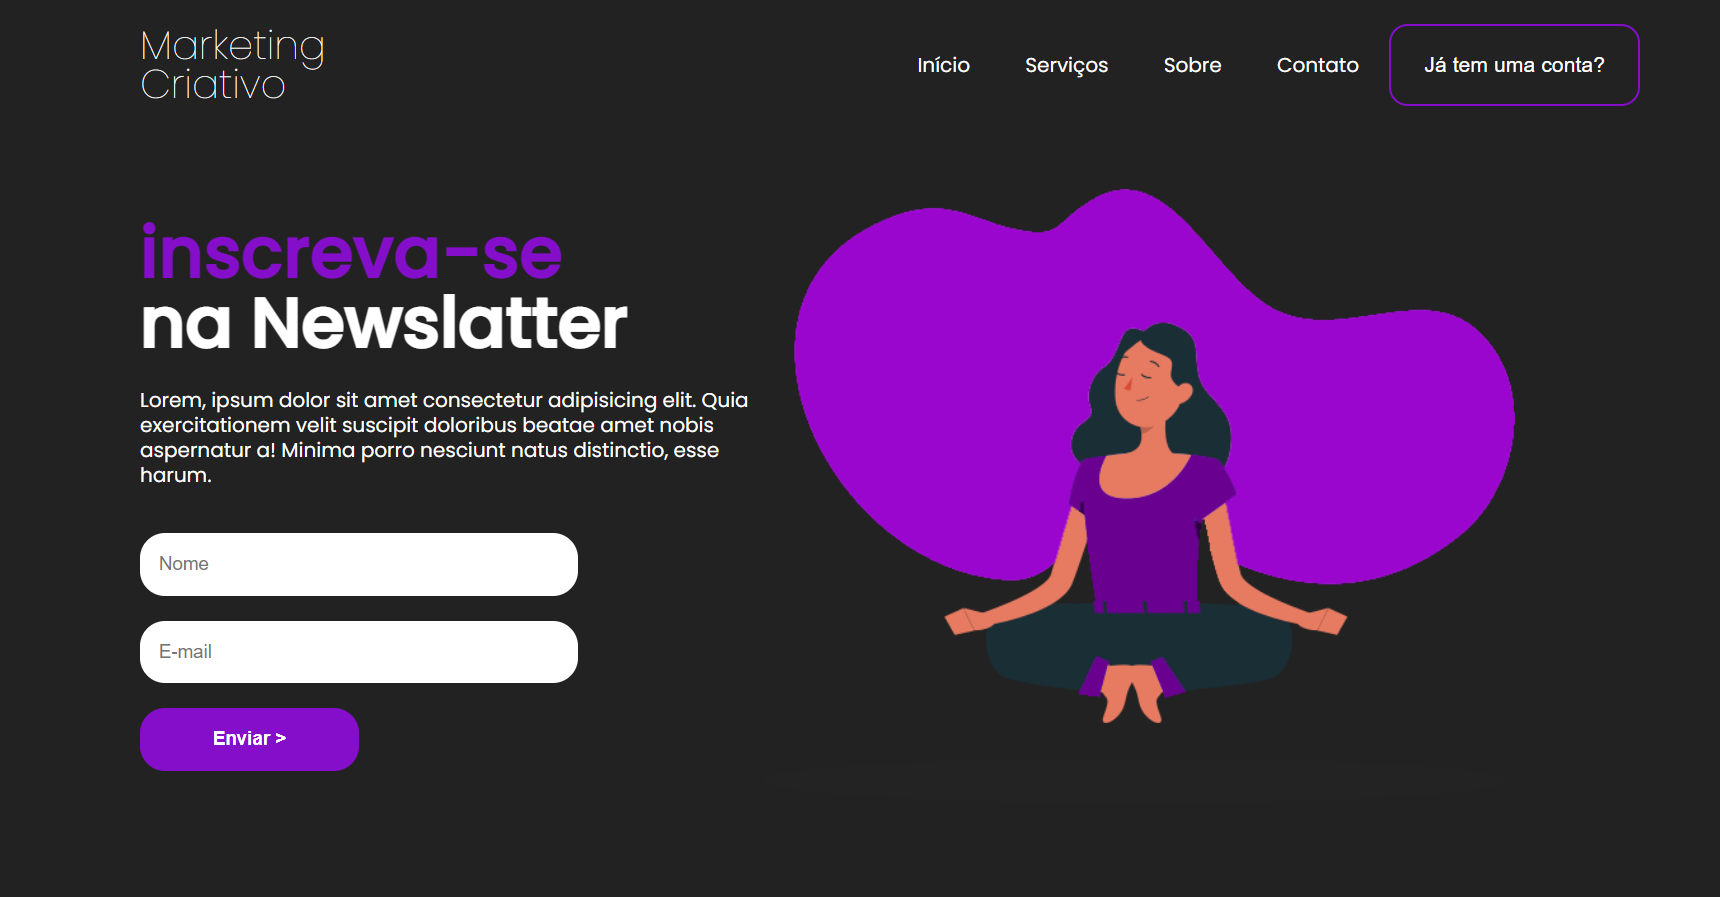 Marketing
Criativo
Início
Serviços
Sobre
Contato
Já tem uma conta?
inscreva-se
na Newslatter
Lorem, ipsum dolor sit amet consectetur adipisicing elit. Quia
exercitationem velit suscipit doloribus beatae amet nobis
aspernatur a! Minima porro nesciunt natus distinctio, esse
harum.
Nome
E-mail
Enviar >